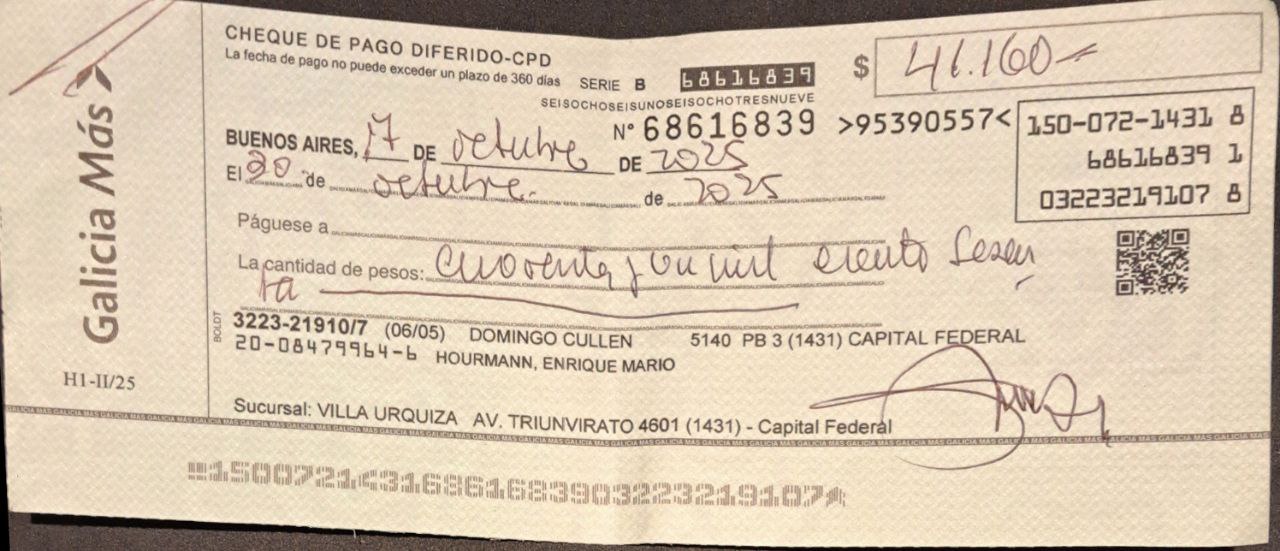 Galicia Más
H1-II/25
CHEQUE DE PAGO DIFERIDO-CPD
La fecha de pago no puede exceder un plazo de 360 días SERIE B 68616839 $ 41.160-
SEISOCHOSEISUNOSEISOCHOTRESNUEVE
N° 68616839 >95390557<
150-072-1431 8
68616839 1
03223219107 8
BUENOS AIRES, 17 DE octubre DE 2025
El 20 de octubre. de 2025
Páguese a
La cantidad de pesos: cuarenta y un mil ciento sesen
ta
BOLDT
3223-21910/7 (06/05) DOMINGO CULLEN 5140 PB 3 (1431) CAPITAL FEDERAL
20-08479964-6 HOURMANN, ENRIQUE MARIO
Sucursal: VILLA URQUIZA AV. TRIUNVIRATO 4601 (1431) - Capital Federal
15007214316861683903223219107